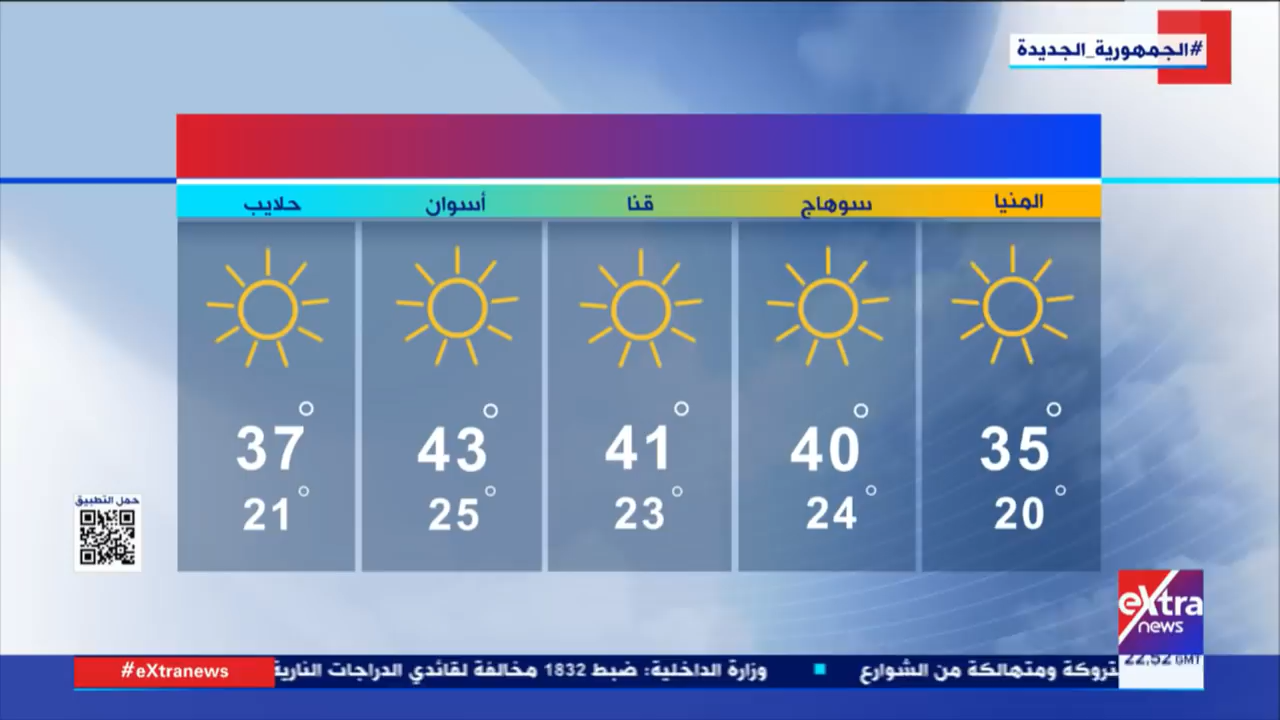 #الجمهورية_الجديدة
المنيا سوهاج قنا أسوان حلايب
35° 40° 41° 43° 37°
20° 24° 23° 25° 21°
حمل التطبيق
eXtra
news
22:52 GMT
متروكة ومتهالكة من الشوارع ■ وزارة الداخلية: ضبط 1832 مخالفة لقائدي الدراجات النارية
#eXtranews